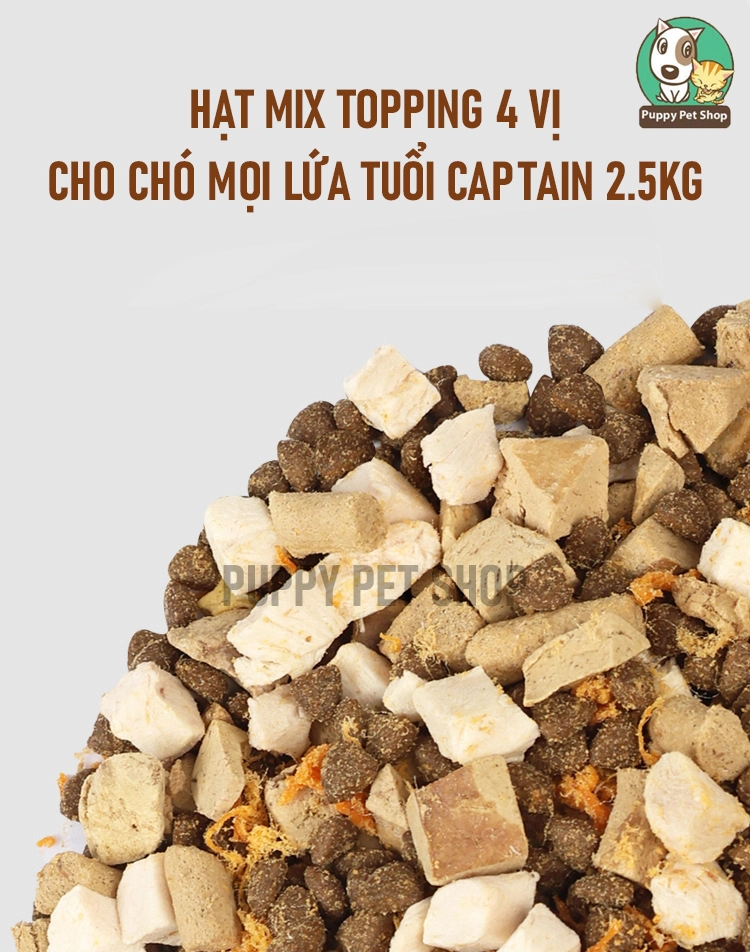 Puppy Pet Shop
HẠT MIX TOPPING 4 VỊ
CHO CHÓ MỌI LỨA TUỔI CAPTAIN 2.5KG
PUPPY PET SHOP